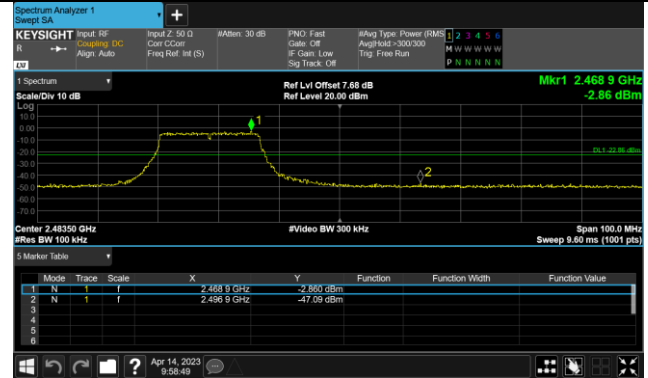 Spectrum Analyzer 1
Swept SA
+
KEYSIGHT Input: RF Input Z: 50 Ω #Atten: 30 dB PNO: Fast #Avg Type: Power (RMS 1 2 3 4 5 6
R Coupling: DC Corr CCorr Gate: Off Avg|Hold >300/300 M W W W W W
Align: Auto Freq Ref: Int (S) IF Gain: Low Trig: Free Run
Sig Track: Off P N N N N N
LXI
1 Spectrum Ref Lvl Offset 7.68 dB Mkr1 2.468 9 GHz
Scale/Div 10 dB Ref Level 20.00 dBm -2.86 dBm
Log
10.0
0.00
-10.0
-20.0
-30.0
-40.0
-50.0
-60.0
-70.0
1
DL1 -22.86 dBm
2
Center 2.48350 GHz #Video BW 300 kHz Span 100.0 MHz
#Res BW 100 kHz Sweep 9.60 ms (1001 pts)
5 Marker Table
Mode Trace Scale X Y Function Function Width Function Value
1 N 1 f 2.468 9 GHz -2.860 dBm
2 N 1 f 2.496 9 GHz -47.09 dBm
3
4
5
6
? Apr 14, 2023
9:58:49